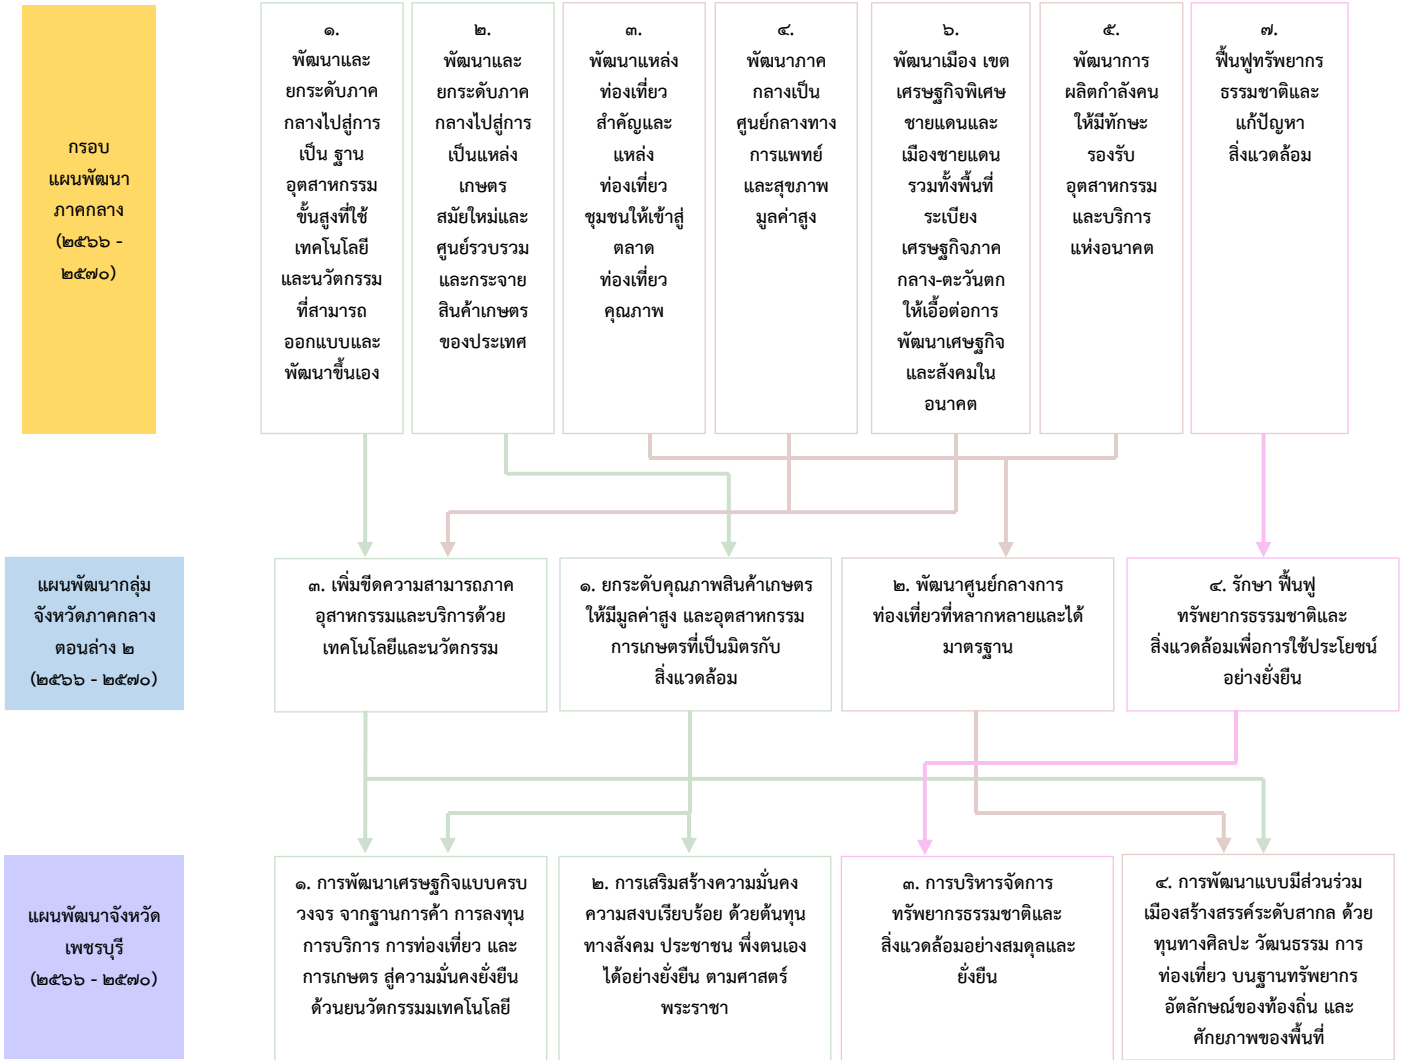 กรอบ
แผนพัฒนา
ภาคกลาง
(๒๕๖๖ -
๒๕๗๐)
๑.
พัฒนาและ
ยกระดับภาค
กลางไปสู่การ
เป็น ฐาน
อุตสาหกรรม
ขั้นสูงที่ใช้
เทคโนโลยี
และนวัตกรรม
ที่สามารถ
ออกแบบและ
พัฒนาขึ้นเอง
๒.
พัฒนาและ
ยกระดับภาค
กลางไปสู่การ
เป็นแหล่ง
เกษตร
สมัยใหม่และ
ศูนย์รวบรวม
และกระจาย
สินค้าเกษตร
ของประเทศ
๓.
พัฒนาแหล่ง
ท่องเที่ยว
สำคัญและ
แหล่ง
ท่องเที่ยว
ชุมชนให้เข้าสู่
ตลาด
ท่องเที่ยว
คุณภาพ
๔.
พัฒนาภาค
กลางเป็น
ศูนย์กลางทาง
การแพทย์
และสุขภาพ
มูลค่าสูง
๖.
พัฒนาเมือง เขต
เศรษฐกิจพิเศษ
ชายแดนและ
เมืองชายแดน
รวมทั้งพื้นที่
ระเบียง
เศรษฐกิจภาค
กลาง-ตะวันตก
ให้เอื้อต่อการ
พัฒนาเศรษฐกิจ
และสังคมใน
อนาคต
๕.
พัฒนาการ
ผลิตกำลังคน
ให้มีทักษะ
รองรับ
อุตสาหกรรม
และบริการ
แห่งอนาคต
๗.
ฟื้นฟูทรัพยากร
ธรรมชาติและ
แก้ปัญหา
สิ่งแวดล้อม
แผนพัฒนากลุ่ม
จังหวัดภาคกลาง
ตอนล่าง ๒
(๒๕๖๖ - ๒๕๗๐)
๓. เพิ่มขีดความสามารถภาค
อุสาหกรรมและบริการด้วย
เทคโนโลยีและนวัตกรรม
๑. ยกระดับคุณภาพสินค้าเกษตร
ให้มีมูลค่าสูง และอุตสาหกรรม
การเกษตรที่เป็นมิตรกับ
สิ่งแวดล้อม
๒. พัฒนาศูนย์กลางการ
ท่องเที่ยวที่หลากหลายและได้
มาตรฐาน
๔. รักษา ฟื้นฟู
ทรัพยากรธรรมชาติและ
สิ่งแวดล้อมเพื่อการใช้ประโยชน์
อย่างยั่งยืน
แผนพัฒนาจังหวัด
เพชรบุรี
(๒๕๖๖ - ๒๕๗๐)
๑. การพัฒนาเศรษฐกิจแบบครบ
วงจร จากฐานการค้า การลงทุน
การบริการ การท่องเที่ยว และ
การเกษตร สู่ความมั่นคงยั่งยืน
ด้วยนวัตกรรมมเทคโนโลยี
๒. การเสริมสร้างความมั่นคง
ความสงบเรียบร้อย ด้วยต้นทุน
ทางสังคม ประชาชน พึ่งตนเอง
ได้อย่างยั่งยืน ตามศาสตร์
พระราชา
๓. การบริหารจัดการ
ทรัพยากรธรรมชาติและ
สิ่งแวดล้อมอย่างสมดุลและ
ยั่งยืน
๔. การพัฒนาแบบมีส่วนร่วม
เมืองสร้างสรรค์ระดับสากล ด้วย
ทุนทางศิลปะ วัฒนธรรม การ
ท่องเที่ยว บนฐานทรัพยากร
อัตลักษณ์ของท้องถิ่น และ
ศักยภาพของพื้นที่